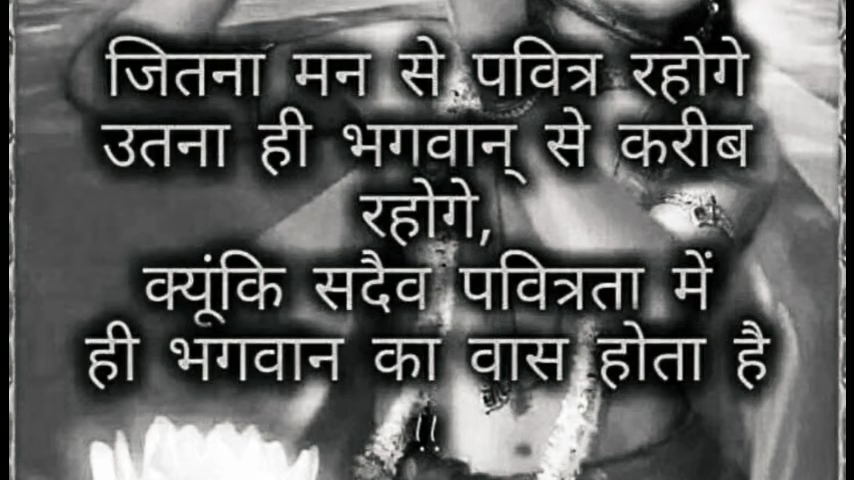 जितना मन से पवित्र रहोगे
उतना ही भगवान् से करीब
रहोगे,
क्यूंकि सदैव पवित्रता में
ही भगवान का वास होता है
!!